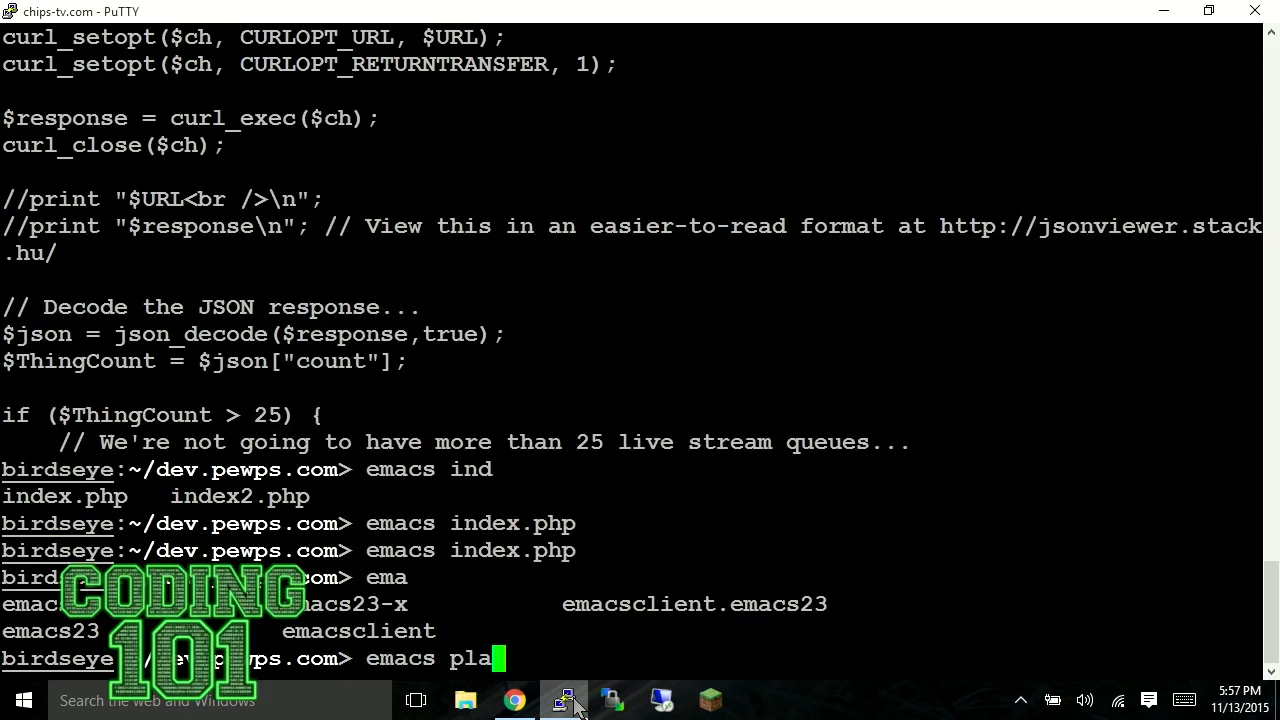 chips-tv.com - PuTTY
curl_setopt($ch, CURLOPT_URL, $URL);
curl_setopt($ch, CURLOPT_RETURNTRANSFER, 1);
$response = curl_exec($ch);
curl_close($ch);
//print "$URL<br />\n";
//print "$response\n"; // View this in an easier-to-read format at http://jsonviewer.stack
.hu/
// Decode the JSON response...
$json = json_decode($response,true);
$ThingCount = $json["count"];
if ($ThingCount > 25) {
// We're not going to have more than 25 live stream queues...
birdseye:~/dev.pewps.com> emacs ind
index.php index2.php
birdseye:~/dev.pewps.com> emacs index.php
birdseye:~/dev.pewps.com> emacs index.php
ps.com> ema
emacs23-x emacsclient.emacs23
emacs23 emacsclient
birdseye:~/dev.pewps.com> emacs pla
CODING
101
Search the web and Windows
5:57 PM
11/13/2015